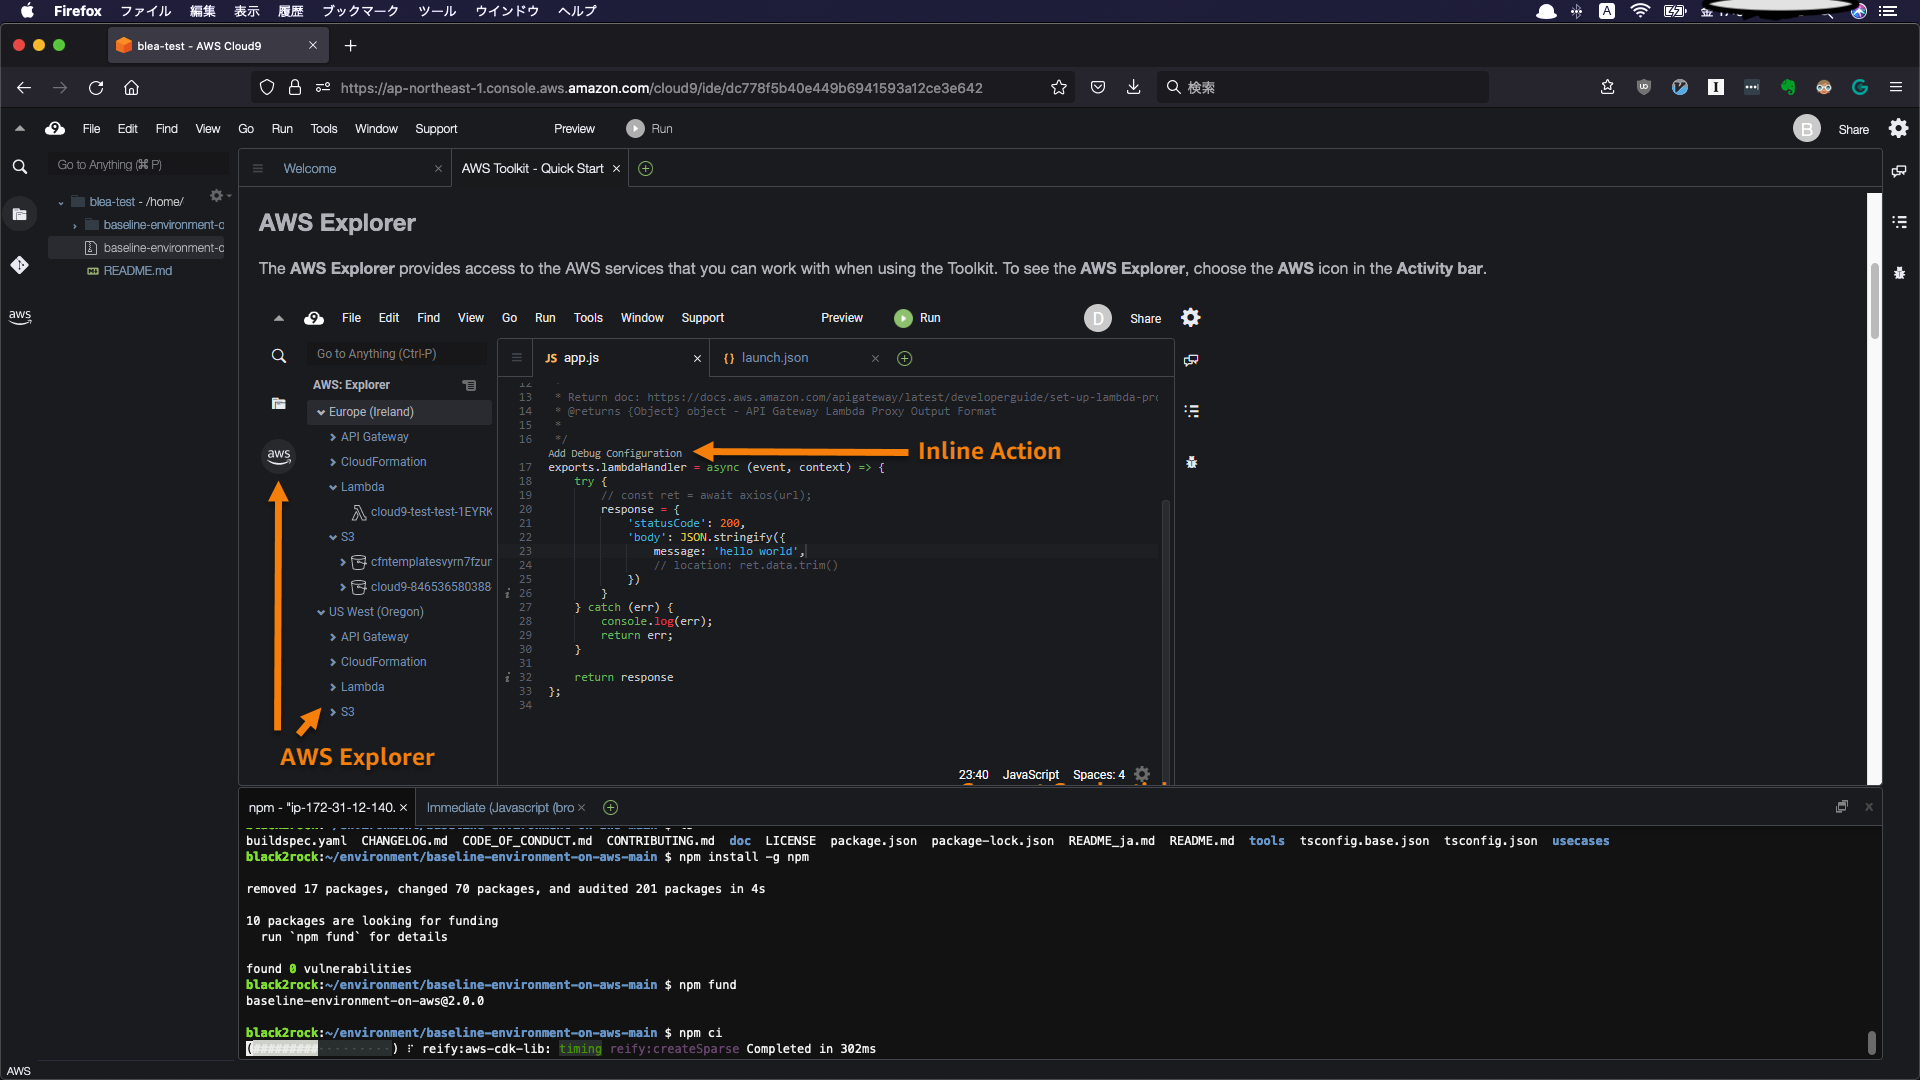 Firefox ファイル 編集 表示 履歴 ブックマーク ツール ウインドウ ヘルプ
A
blea-test - AWS Cloud9
https://ap-northeast-1.console.aws.amazon.com/cloud9/ide/dc778f5b40e449b6941593a12ce3e642
検索
File Edit Find View Go Run Tools Window Support Preview Run
B Share
Go to Anything (⌘ P)
blea-test - /home/
baseline-environment-o
baseline-environment-o
README.md
aws
Welcome
AWS Toolkit - Quick Start
AWS Explorer
The AWS Explorer provides access to the AWS services that you can work with when using the Toolkit. To see the AWS Explorer, choose the AWS icon in the Activity bar.
File Edit Find View Go Run Tools Window Support Preview Run
D Share
Go to Anything (Ctrl-P)
AWS: Explorer
Europe (Ireland)
API Gateway
CloudFormation
Lambda
cloud9-test-test-1EYRK
S3
cfntemplatesvyrn7fzur
cloud9-846536580388
US West (Oregon)
API Gateway
CloudFormation
Lambda
S3
aws
AWS Explorer
JS app.js
{} launch.json
12
13 * Return doc: https://docs.aws.amazon.com/apigateway/latest/developerguide/set-up-lambda-pro
14 * @returns {Object} object - API Gateway Lambda Proxy Output Format
15 *
16 */
Add Debug Configuration
Inline Action
17 exports.lambdaHandler = async (event, context) => {
18 try {
19 // const ret = await axios(url);
20 response = {
21 'statusCode': 200,
22 'body': JSON.stringify({
23 message: 'hello world',
24 // location: ret.data.trim()
25 })
26 }
27 } catch (err) {
28 console.log(err);
29 return err;
30 }
31
32 return response
33 };
34
23:40 JavaScript Spaces: 4
npm - "ip-172-31-12-140.
Immediate (Javascript (bro
buildspec.yaml CHANGELOG.md CODE_OF_CONDUCT.md CONTRIBUTING.md doc LICENSE package.json package-lock.json README_ja.md README.md tools tsconfig.base.json tsconfig.json usecases
black2rock:~/environment/baseline-environment-on-aws-main $ npm install -g npm
removed 17 packages, changed 70 packages, and audited 201 packages in 4s
10 packages are looking for funding
run `npm fund` for details
found 0 vulnerabilities
black2rock:~/environment/baseline-environment-on-aws-main $ npm fund
baseline-environment-on-aws@2.0.0
black2rock:~/environment/baseline-environment-on-aws-main $ npm ci
(#########·········) ⠏ reify:aws-cdk-lib: timing reify:createSparse Completed in 302ms
AWS